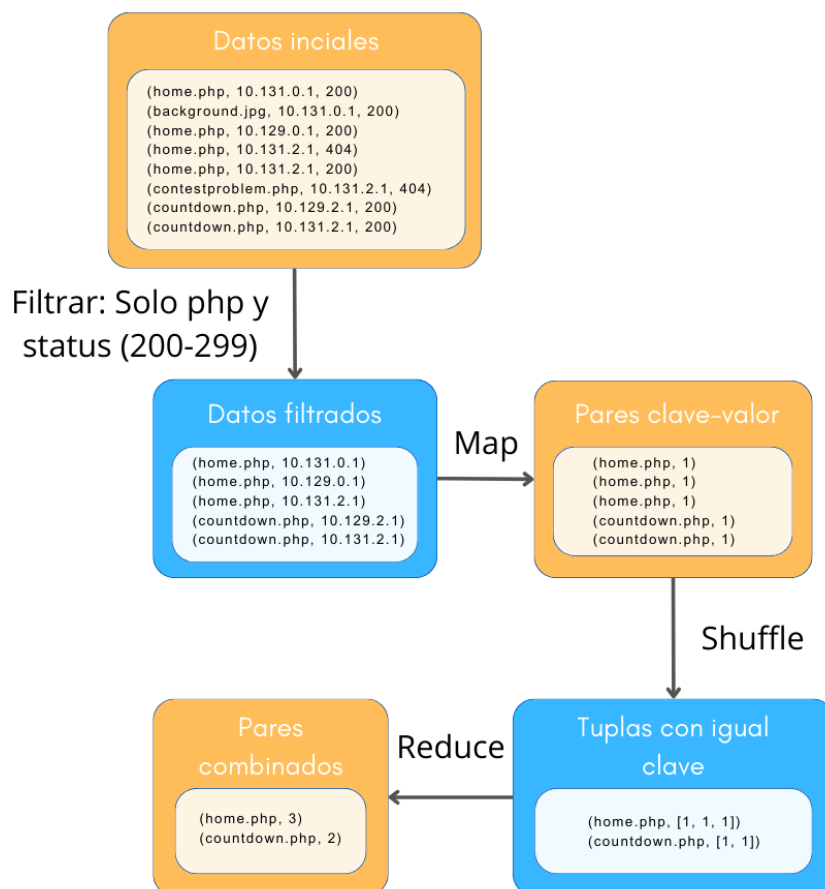 Datos inciales
(home.php, 10.131.0.1, 200)
(background.jpg, 10.131.0.1, 200)
(home.php, 10.129.0.1, 200)
(home.php, 10.131.2.1, 404)
(home.php, 10.131.2.1, 200)
(contestproblem.php, 10.131.2.1, 404)
(countdown.php, 10.129.2.1, 200)
(countdown.php, 10.131.2.1, 200)
Filtrar: Solo php y
status (200-299)
Datos filtrados
(home.php, 10.131.0.1)
(home.php, 10.129.0.1)
(home.php, 10.131.2.1)
(countdown.php, 10.129.2.1)
(countdown.php, 10.131.2.1)
Map
Pares clave-valor
(home.php, 1)
(home.php, 1)
(home.php, 1)
(countdown.php, 1)
(countdown.php, 1)
Shuffle
Tuplas con igual
clave
(home.php, [1, 1, 1])
(countdown.php, [1, 1])
Reduce
Pares
combinados
(home.php, 3)
(countdown.php, 2)